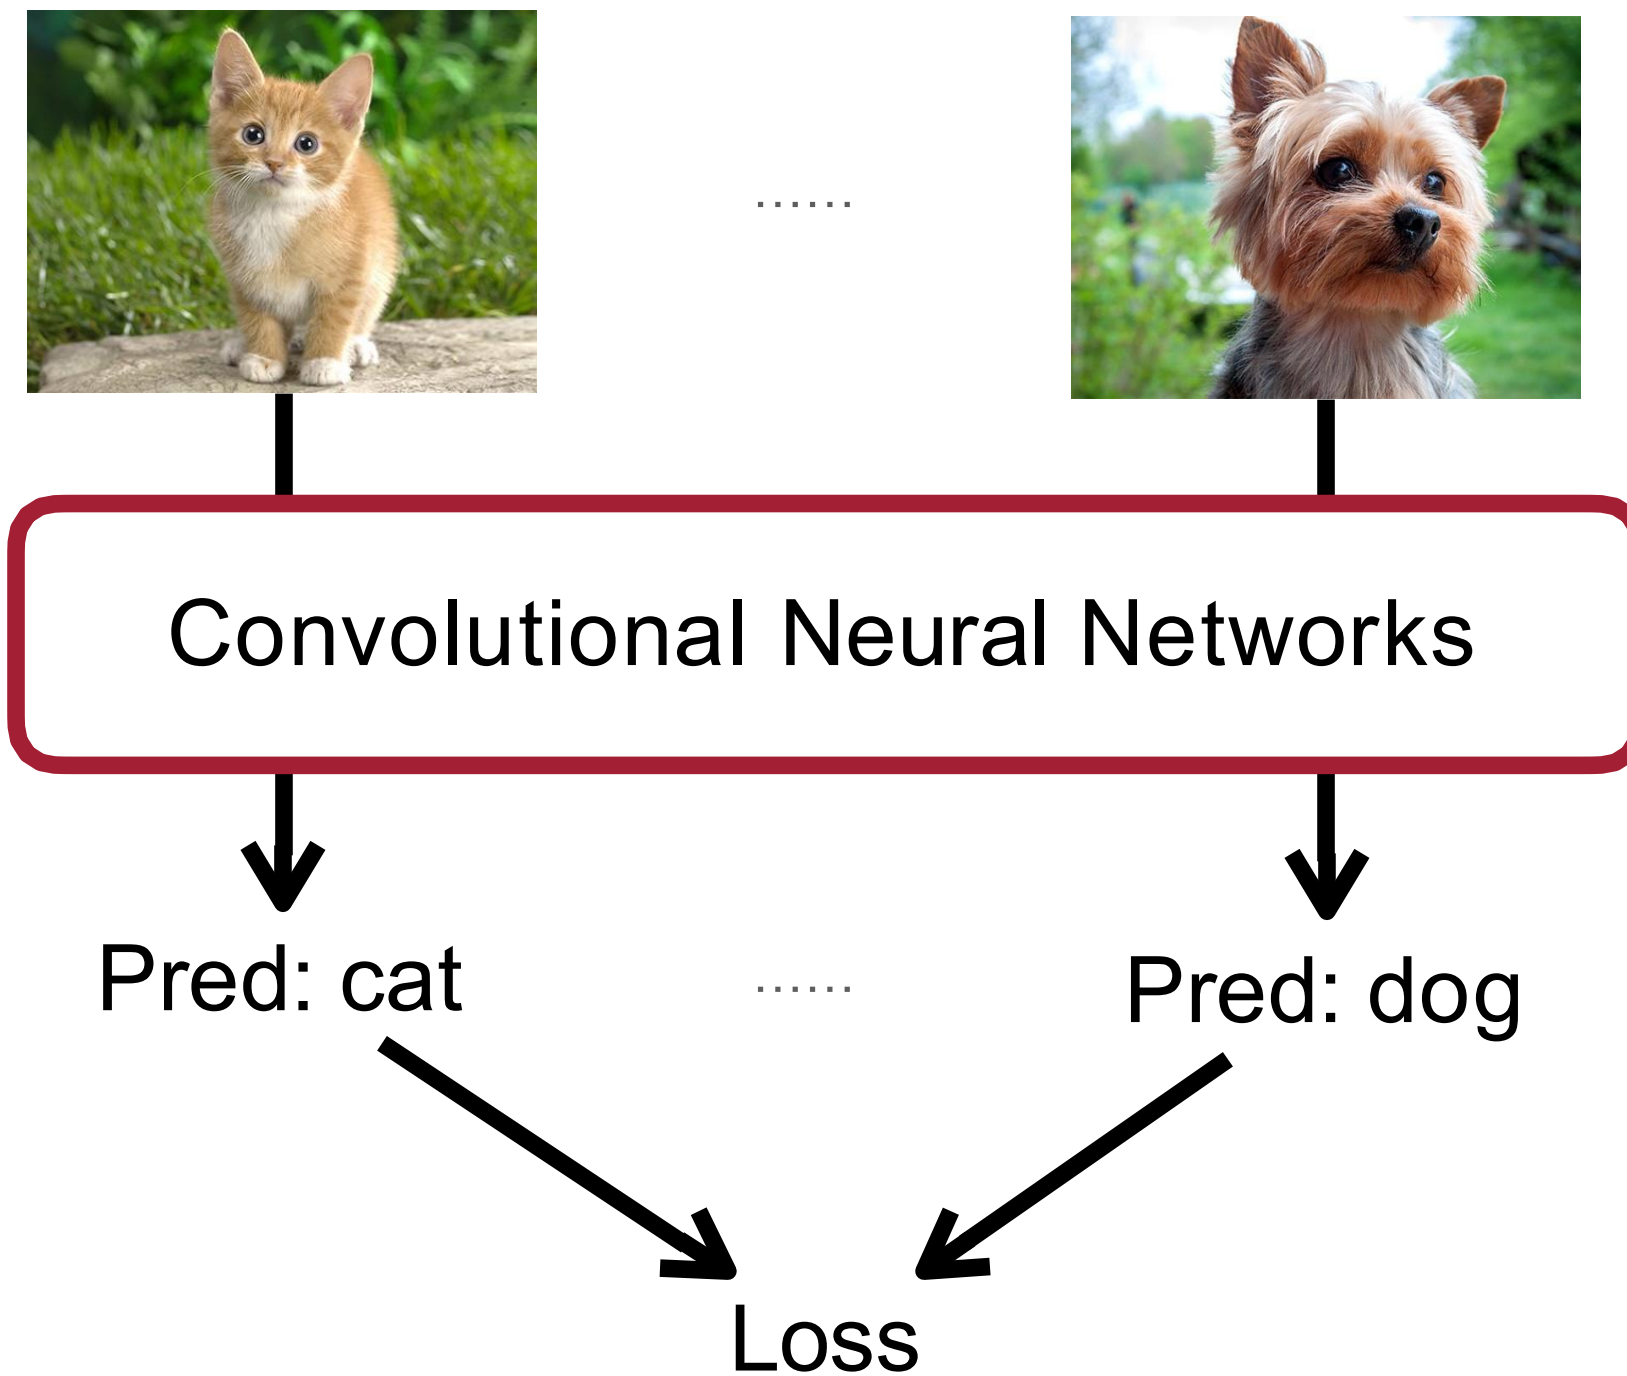 ......
Convolutional Neural Networks
Pred: cat
......
Pred: dog
Loss